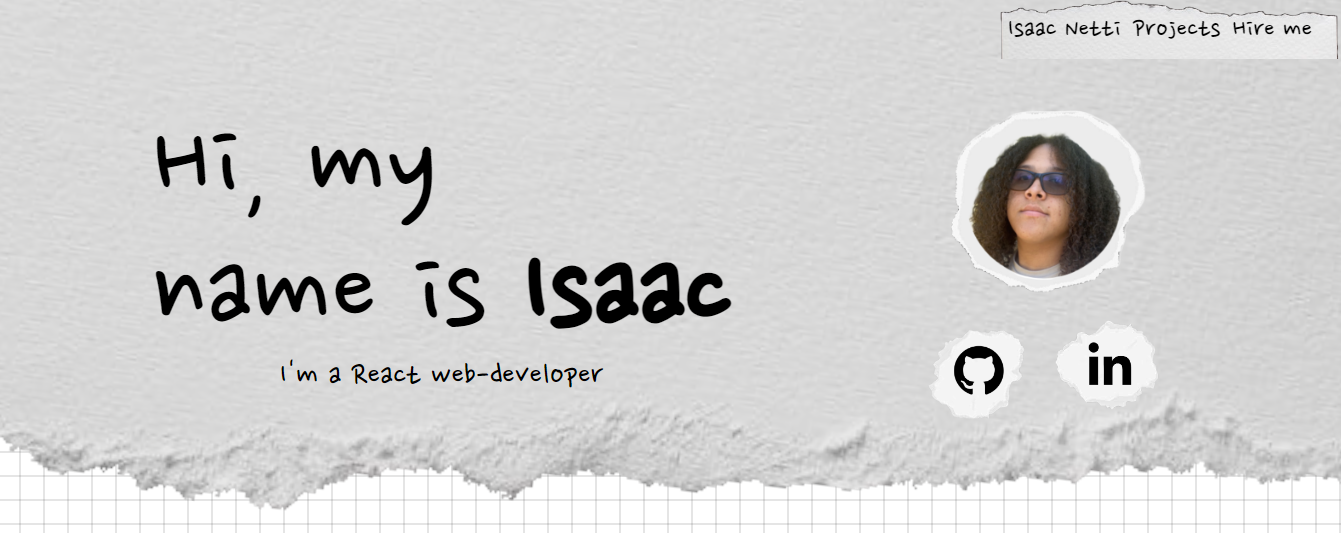 Isaac Netti Projects Hire me
Hi, my
name is Isaac
I'm a React web-developer
in